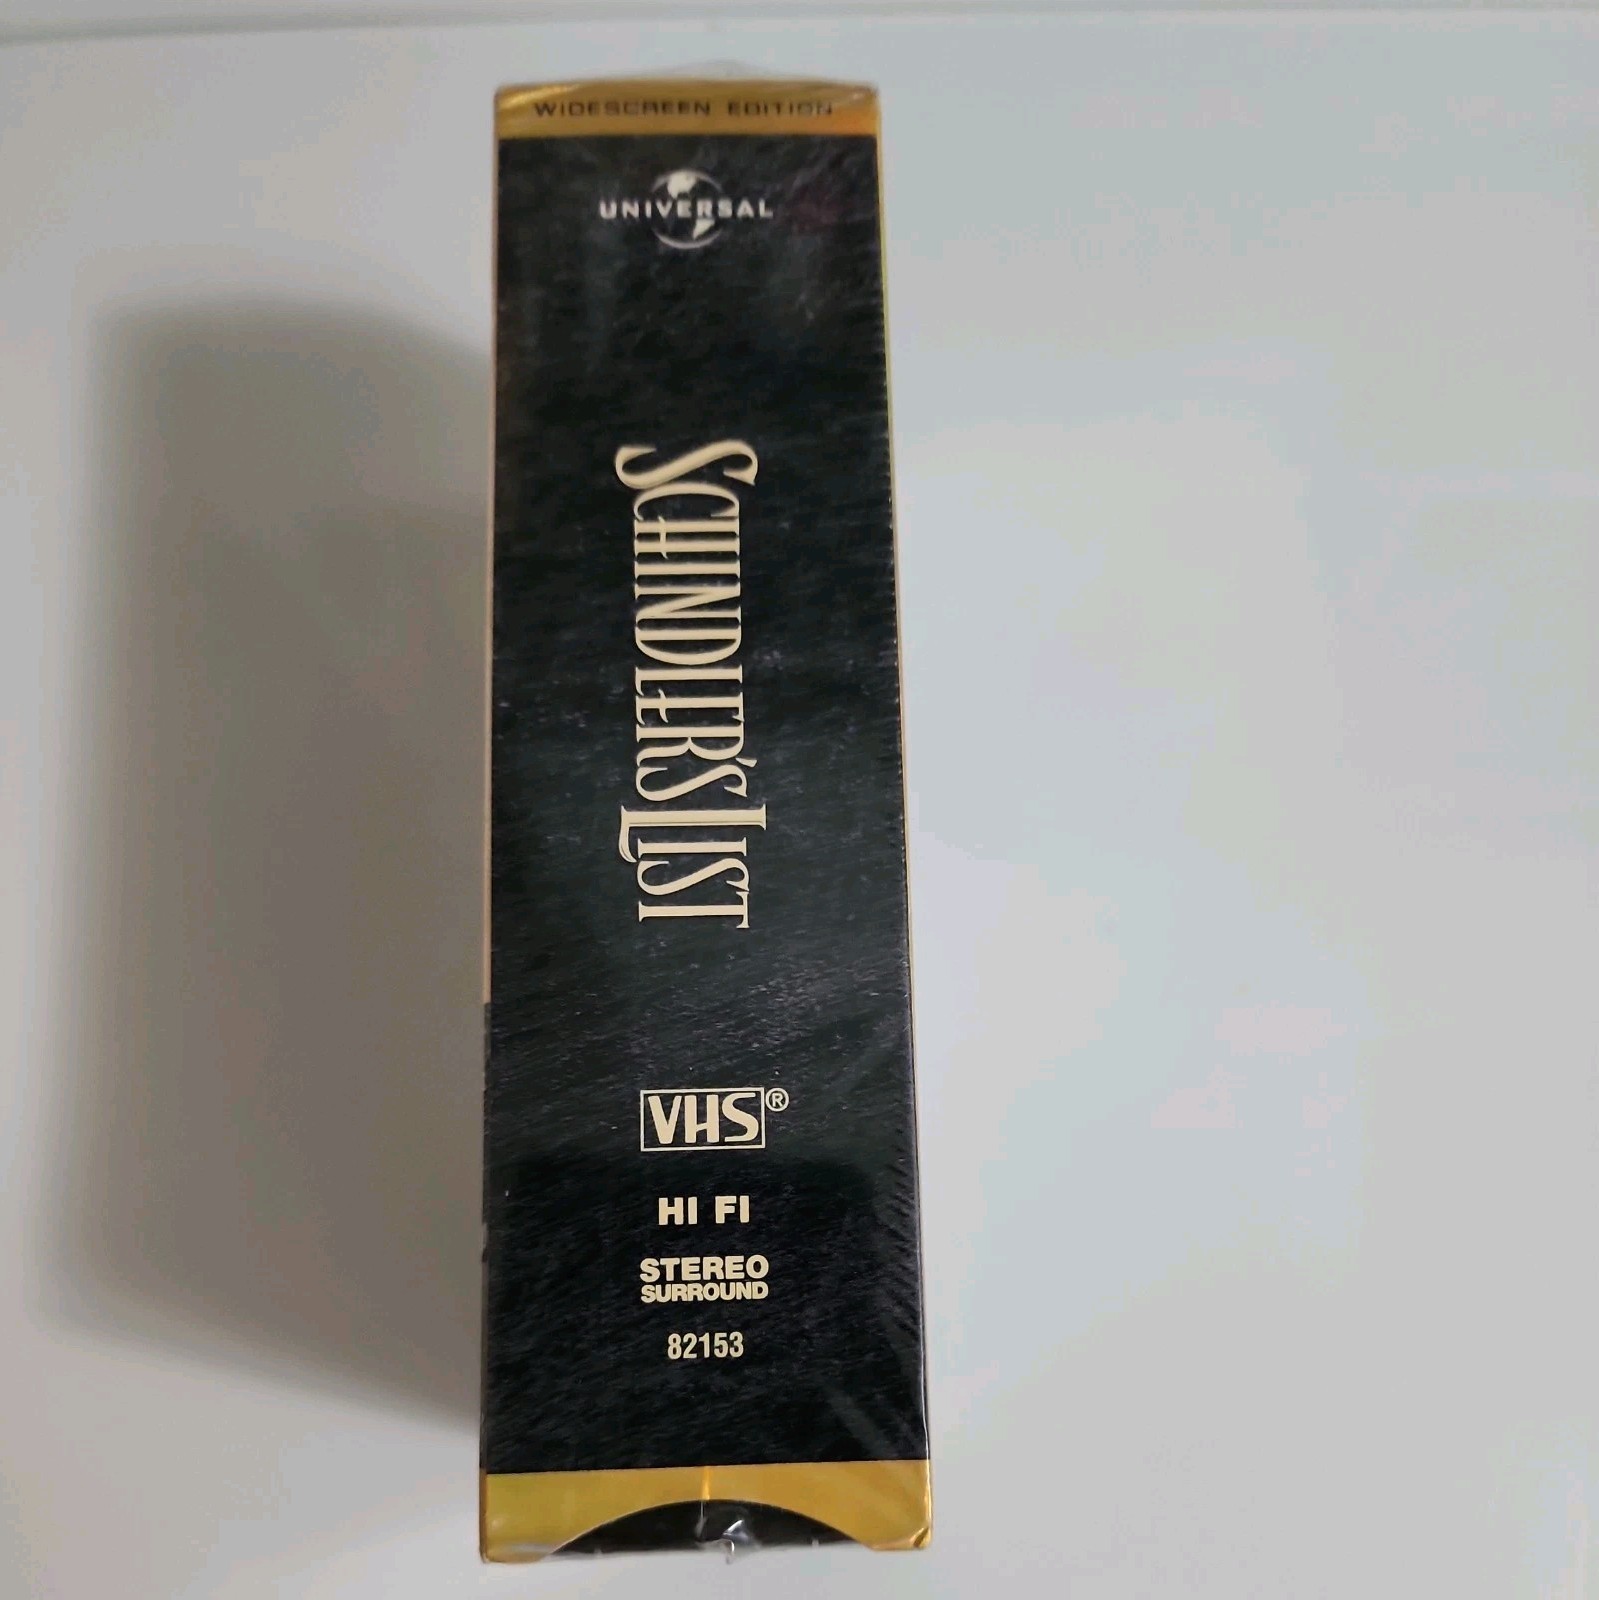 WIDESCREEN EDITION
UNIVERSAL
SCHINDLER'S LIST
VHS®
HI FI
STEREO
SURROUND
82153